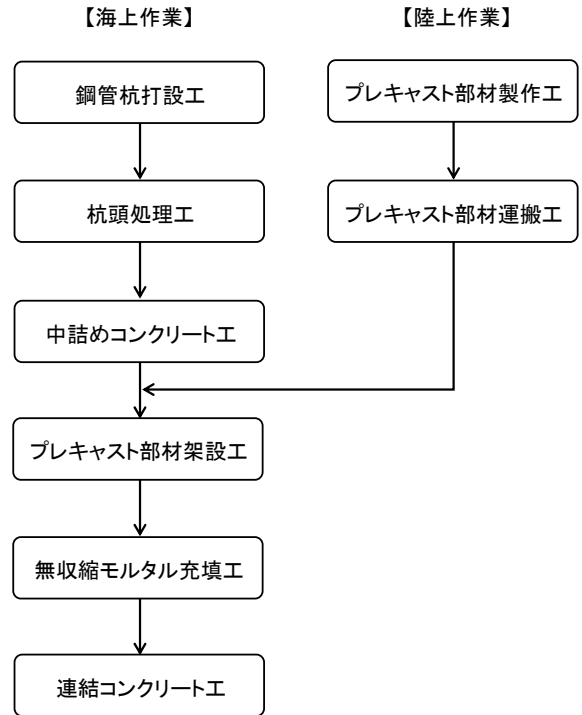 【海上作業】
【陸上作業】
鋼管杭打設工
プレキャスト部材製作工
杭頭処理工
プレキャスト部材運搬工
中詰めコンクリート工
プレキャスト部材架設工
無収縮モルタル充填工
連結コンクリート工